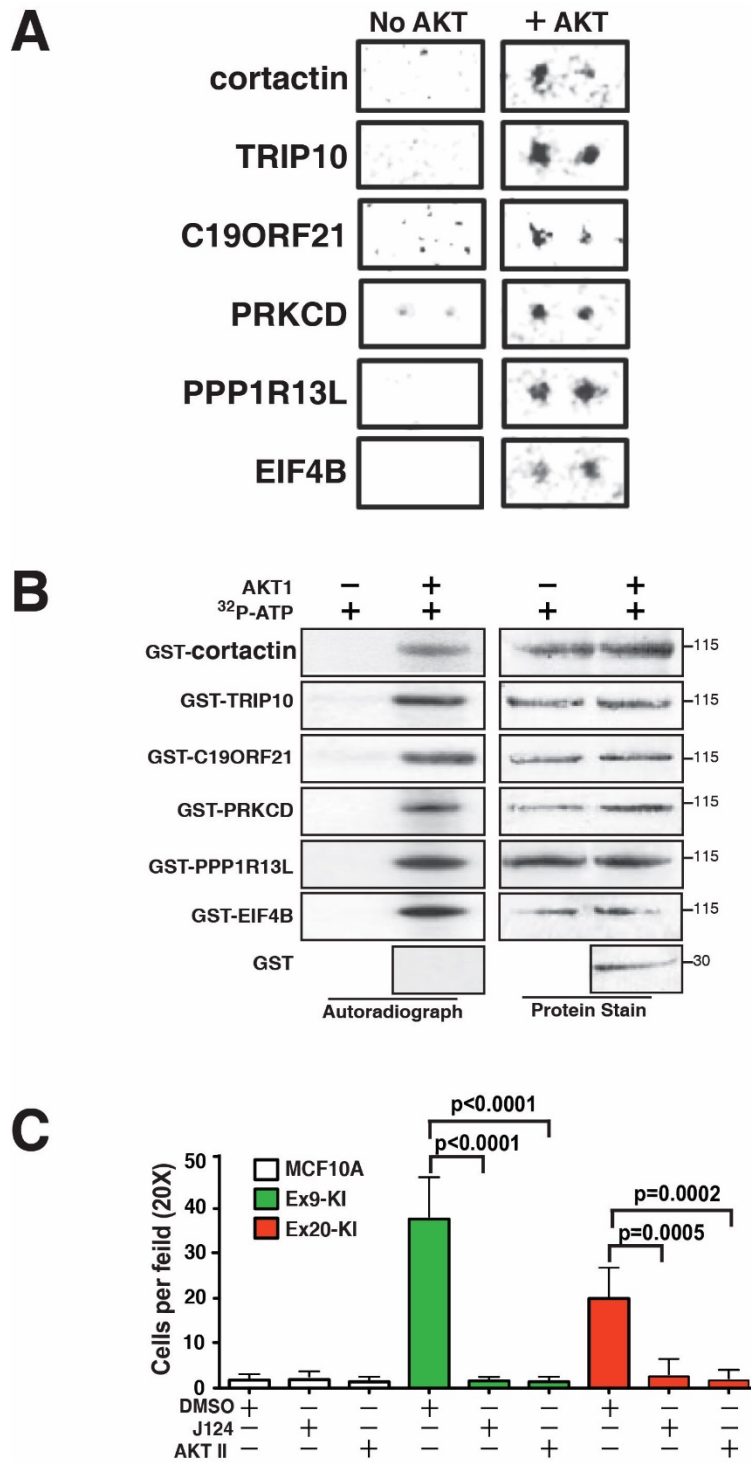 A
No AKT + AKT
cortactin
TRIP10
C19ORF21
PRKCD
PPP1R13L
EIF4B
B
AKT1 – + – +
32P-ATP + + + +
GST-cortactin 115
GST-TRIP10 115
GST-C19ORF21 115
GST-PRKCD 115
GST-PPP1R13L 115
GST-EIF4B 115
GST 30
Autoradiograph Protein Stain
C
Cells per feild (20X)
50
40
30
20
10
0
MCF10A
Ex9-KI
Ex20-KI
p<0.0001
p<0.0001
p=0.0002
p=0.0005
DMSO + – – + – – + – –
J124 – + – – + – – + –
AKT II – – + – – + – – +